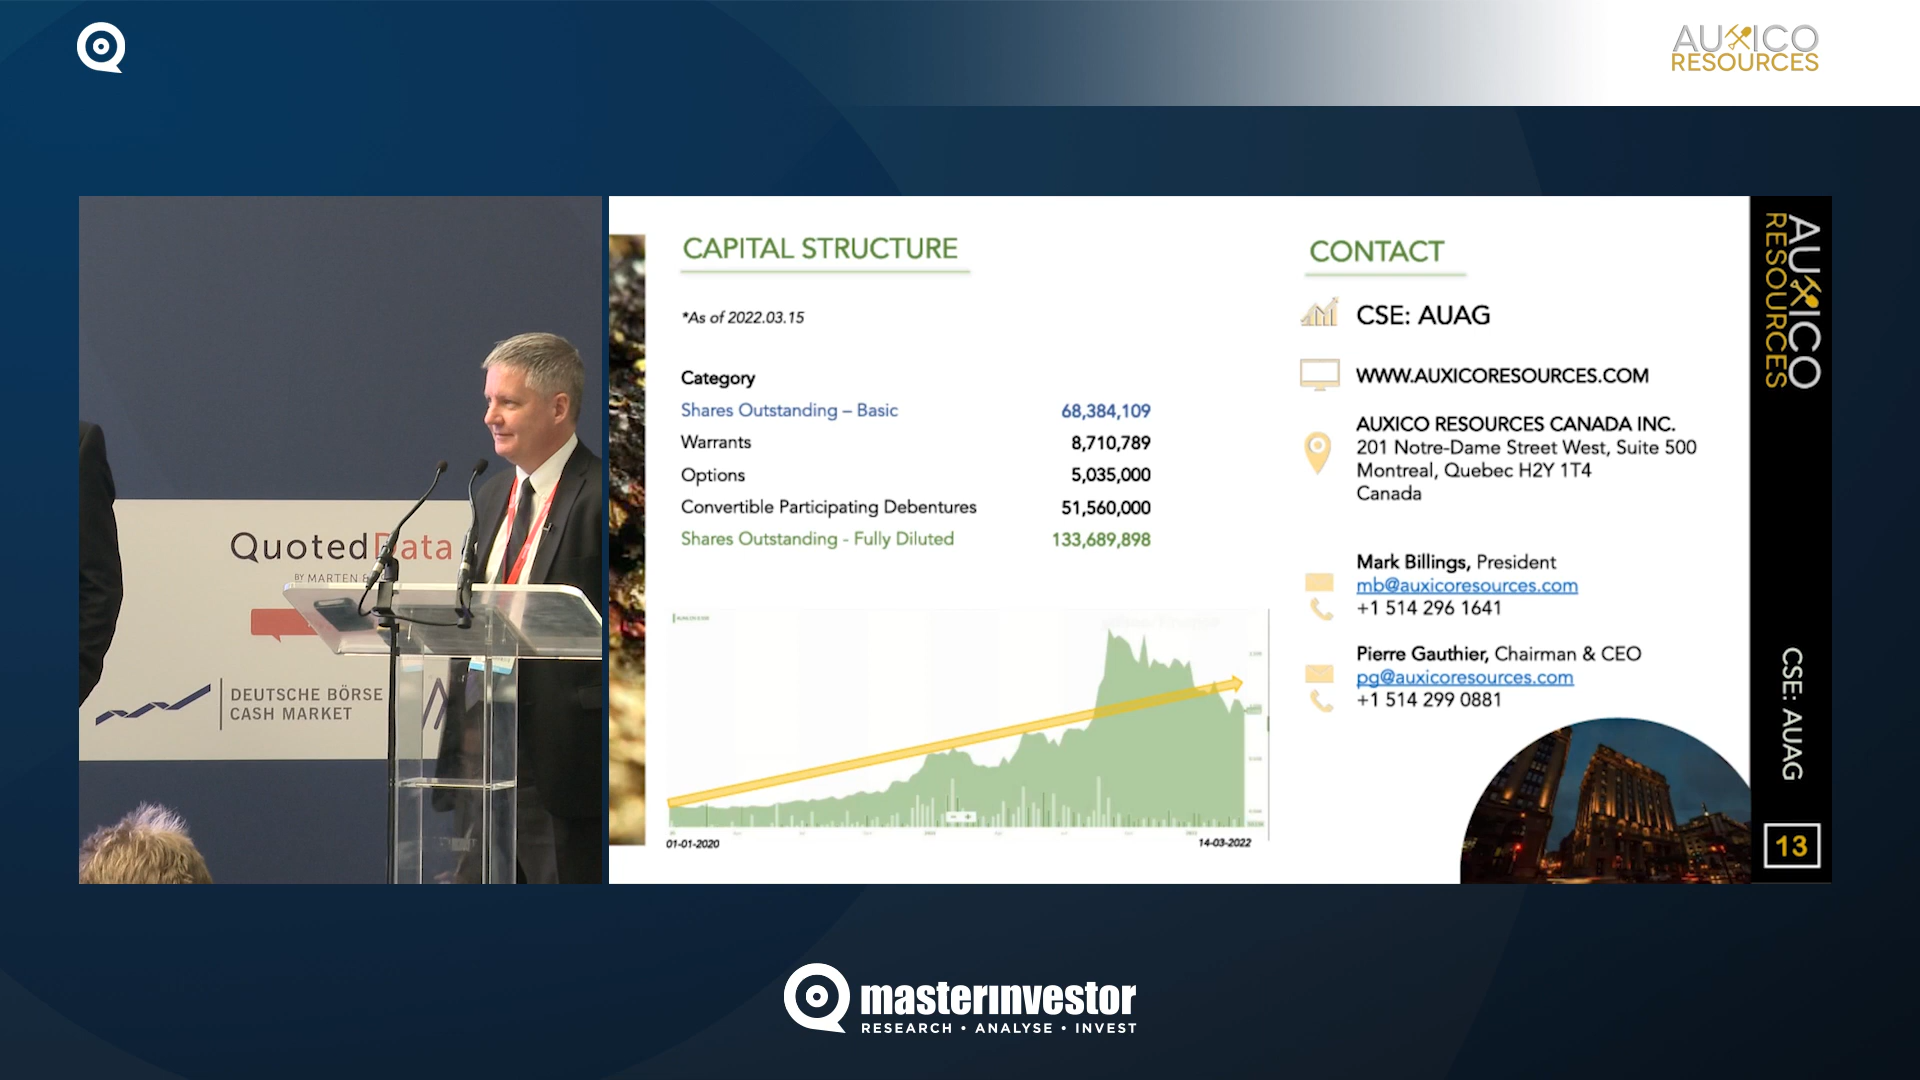 AUXICO
RESOURCES
QuotedData
BY MARTEN &
DEUTSCHE BÖRSE
CASH MARKET
CAPITAL STRUCTURE
*As of 2022.03.15
Category
Shares Outstanding – Basic 68,384,109
Warrants 8,710,789
Options 5,035,000
Convertible Participating Debentures 51,560,000
Shares Outstanding - Fully Diluted 133,689,898
01-01-2020
14-03-2022
CONTACT
CSE: AUAG
WWW.AUXICORESOURCES.COM
AUXICO RESOURCES CANADA INC.
201 Notre-Dame Street West, Suite 500
Montreal, Quebec H2Y 1T4
Canada
Mark Billings, President
mb@auxicoresources.com
+1 514 296 1641
Pierre Gauthier, Chairman & CEO
pg@auxicoresources.com
+1 514 299 0881
AUXICO
RESOURCES
CSE: AUAG
13
masterinvestor
RESEARCH • ANALYSE • INVEST